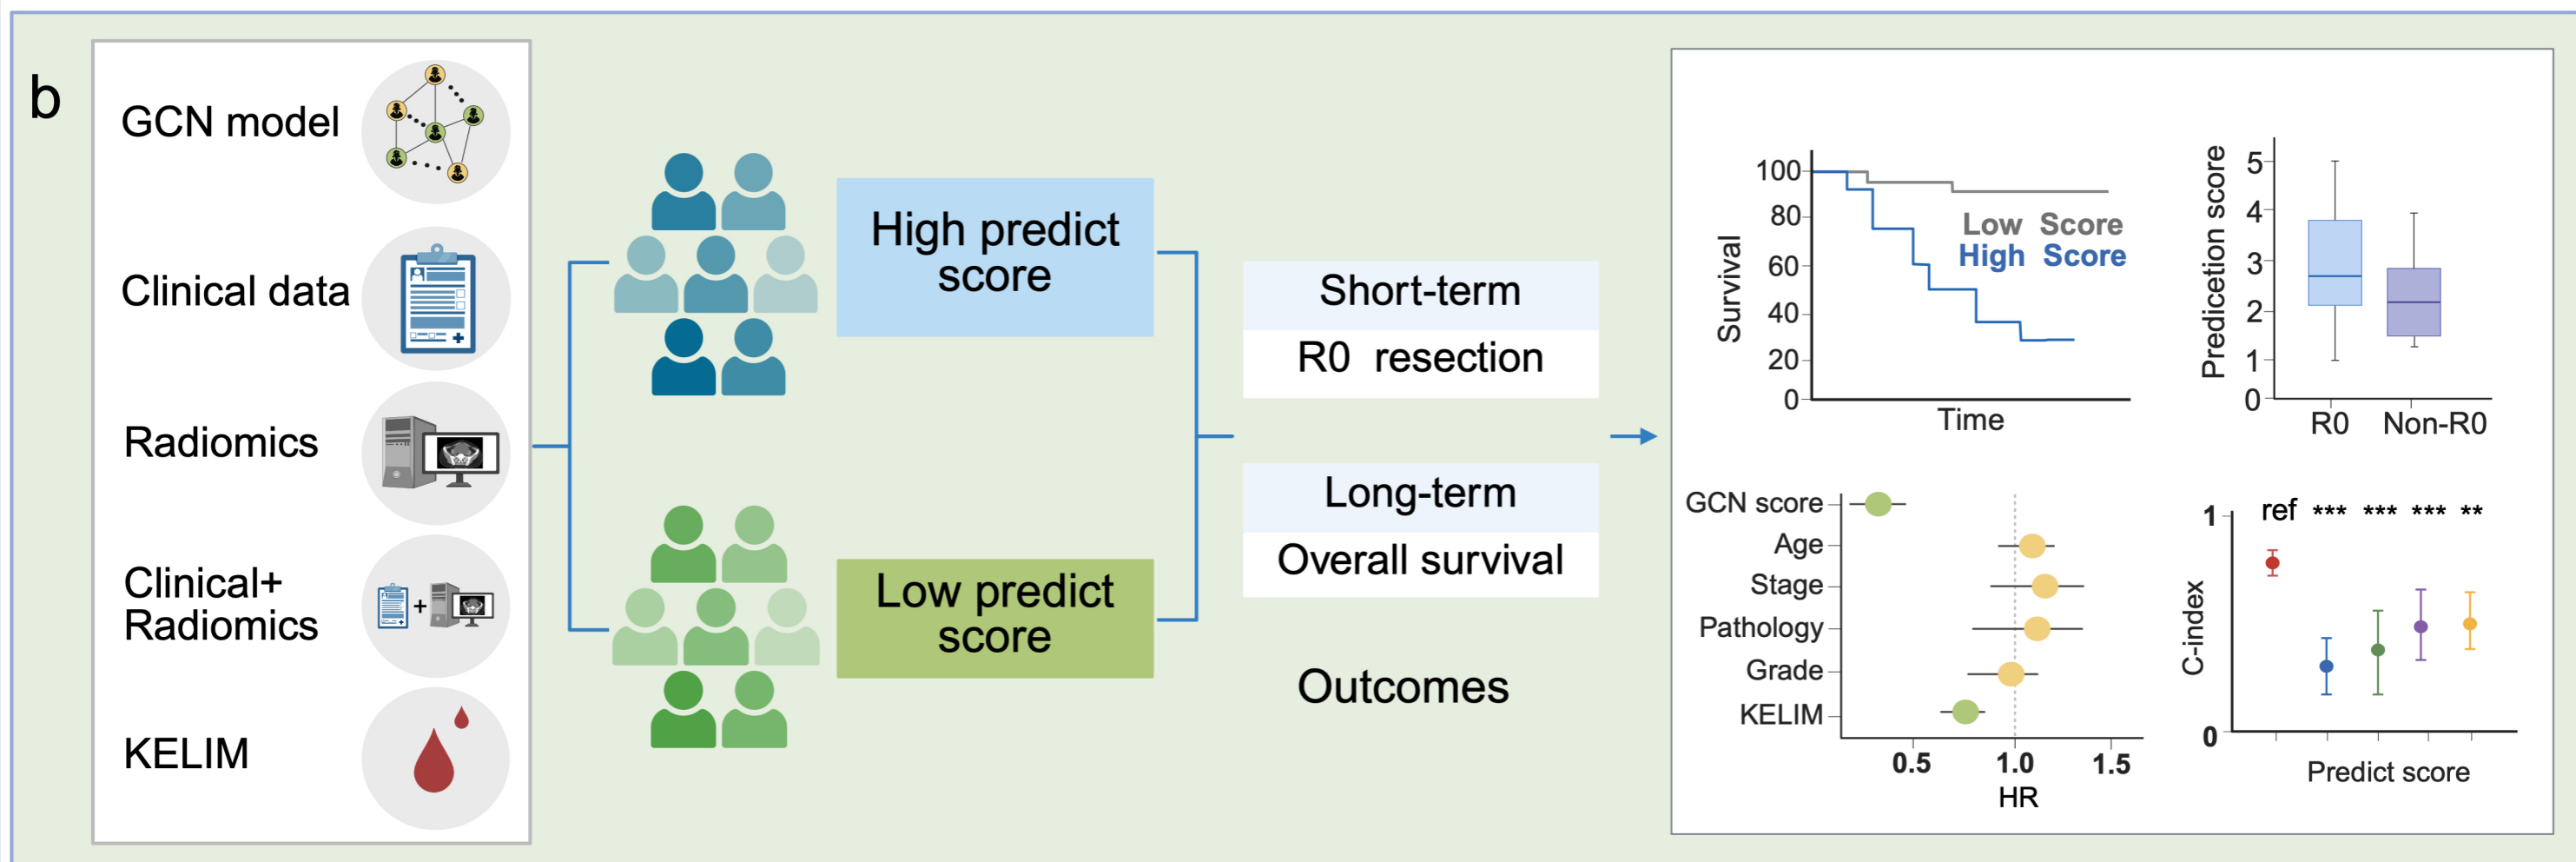 b
GCN model
Clinical data
Radiomics
Clinical+
Radiomics
+
KELIM
High predict
score
Low predict
score
Short-term
R0 resection
Long-term
Overall survival
Outcomes
Survival
100
80
60
40
20
0
Low Score
High Score
Time
Predicetion score
5
4
3
2
1
0
R0
Non-R0
GCN score
Age
Stage
Pathology
Grade
KELIM
0.5
1.0
1.5
HR
C-index
1
0
ref *** *** *** **
Predict score